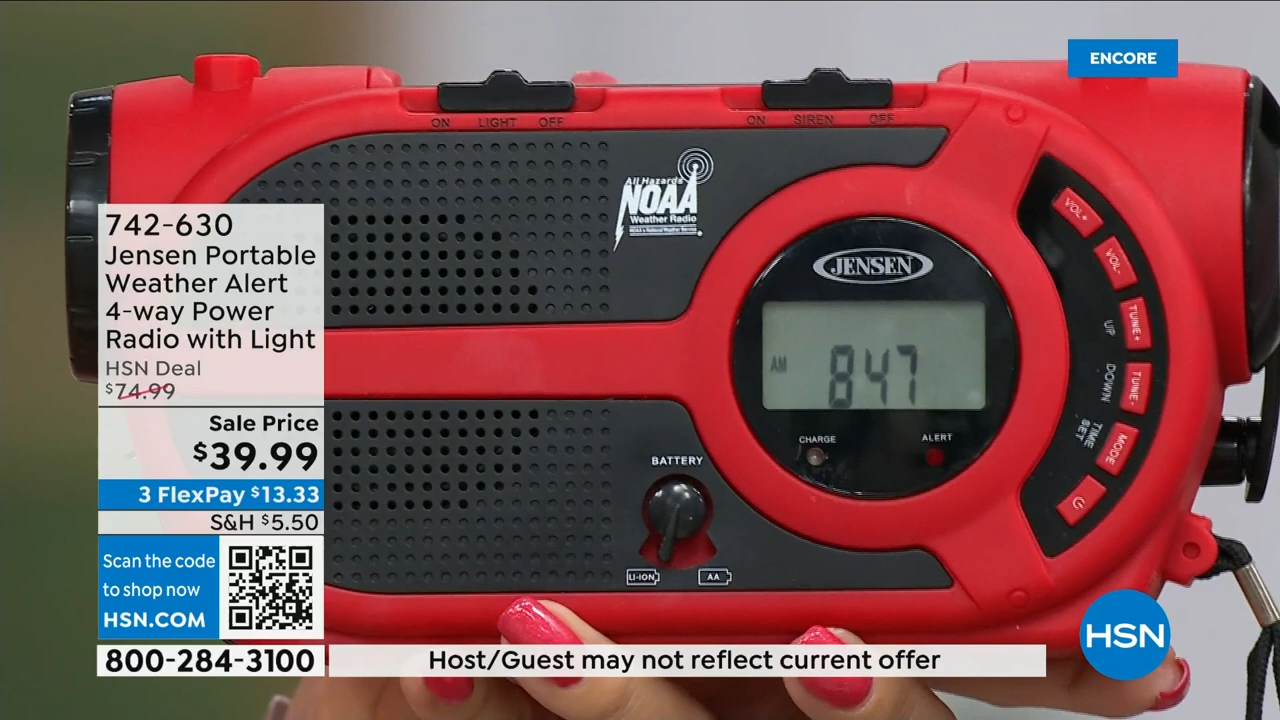 ENCORE
ON LIGHT OFF
ON SIREN OFF
All Hazards
NOAA
Weather Radio
VOL+
VOL-
TUNE+
UP
TUNE-
DOWN
MODE
TIME SET
JENSEN
AM 847
CHARGE
ALERT
BATTERY
LI-ION
AA
742-630
Jensen Portable
Weather Alert
4-way Power
Radio with Light
HSN Deal
$74.99
Sale Price
$39.99
3 FlexPay $13.33
S&H $5.50
Scan the code
to shop now
HSN.COM
800-284-3100
Host/Guest may not reflect current offer
HSN